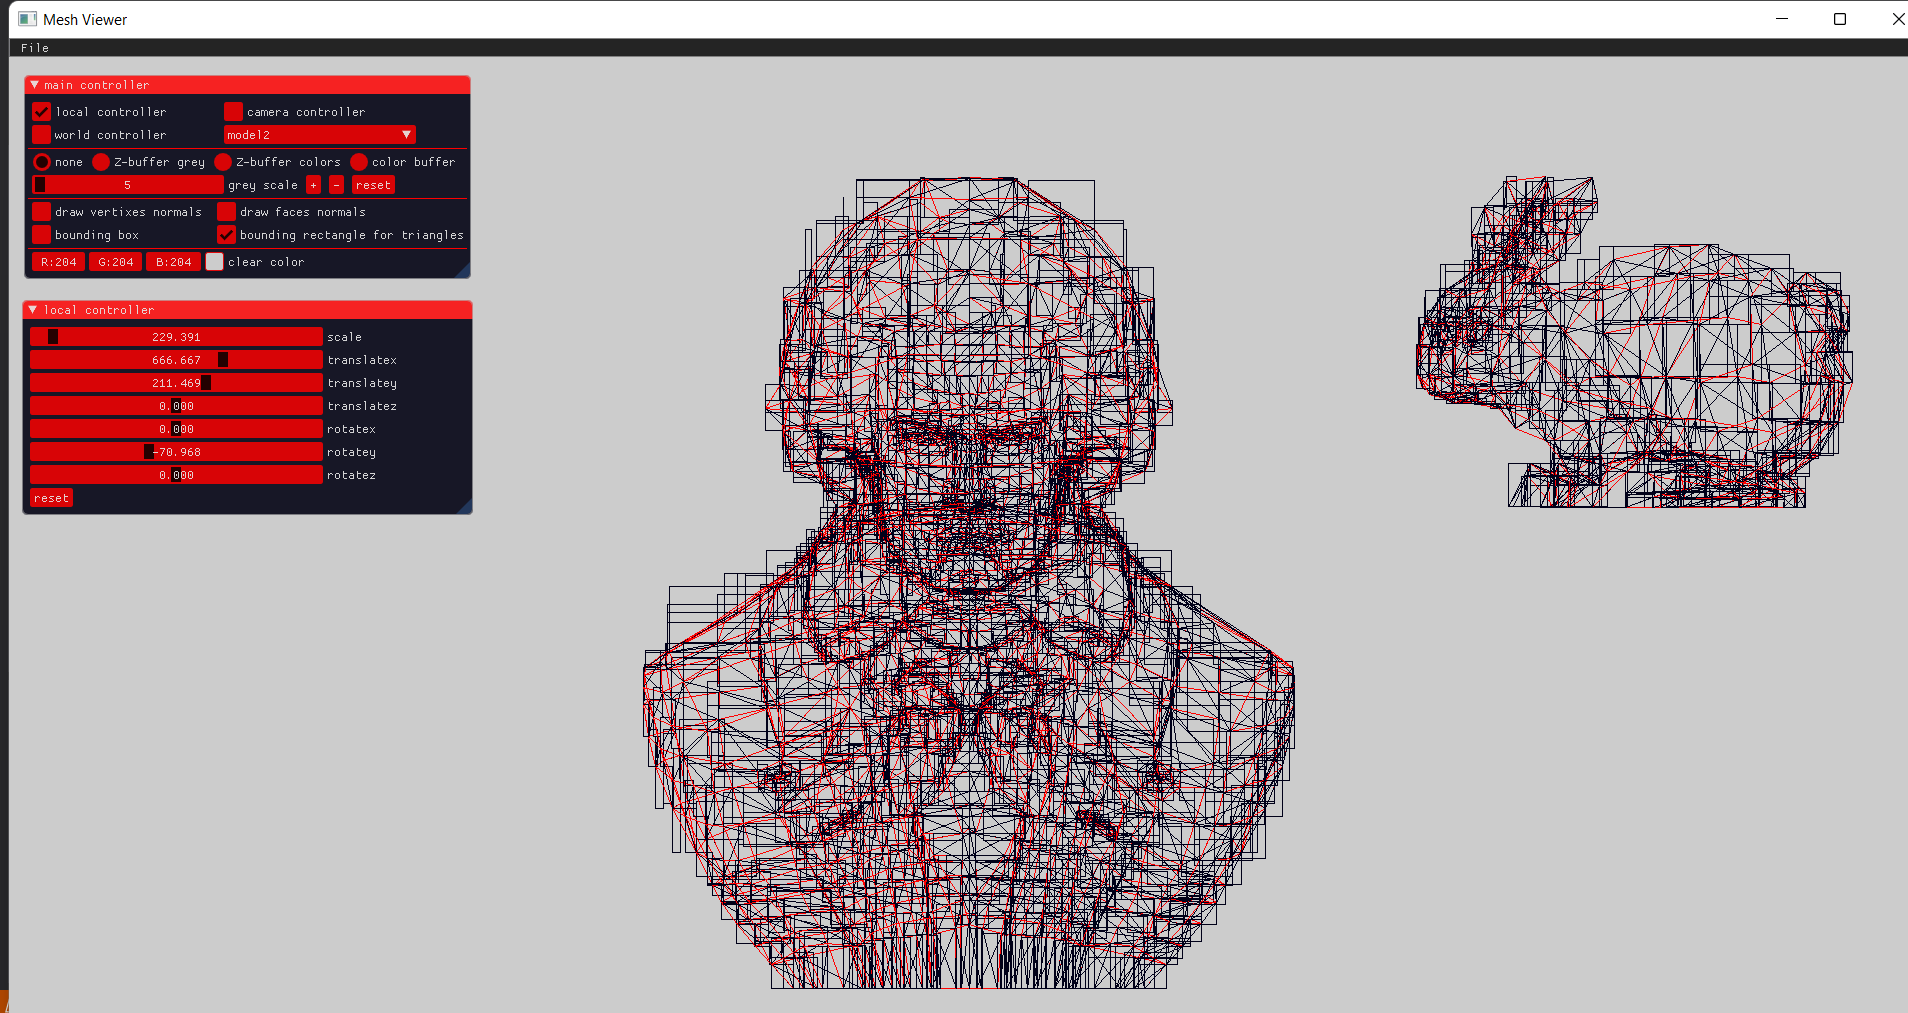 Mesh Viewer
File
main controller
local controller camera controller
world controller model2
none Z-buffer grey Z-buffer colors color buffer
5 grey scale + - reset
draw vertixes normals draw faces normals
bounding box bounding rectangle for triangles
R:204 G:204 B:204 clear color
local controller
229.391 scale
666.667 translatex
211.469 translatey
0.000 translatez
0.000 rotatex
-70.968 rotatey
0.000 rotatez
reset